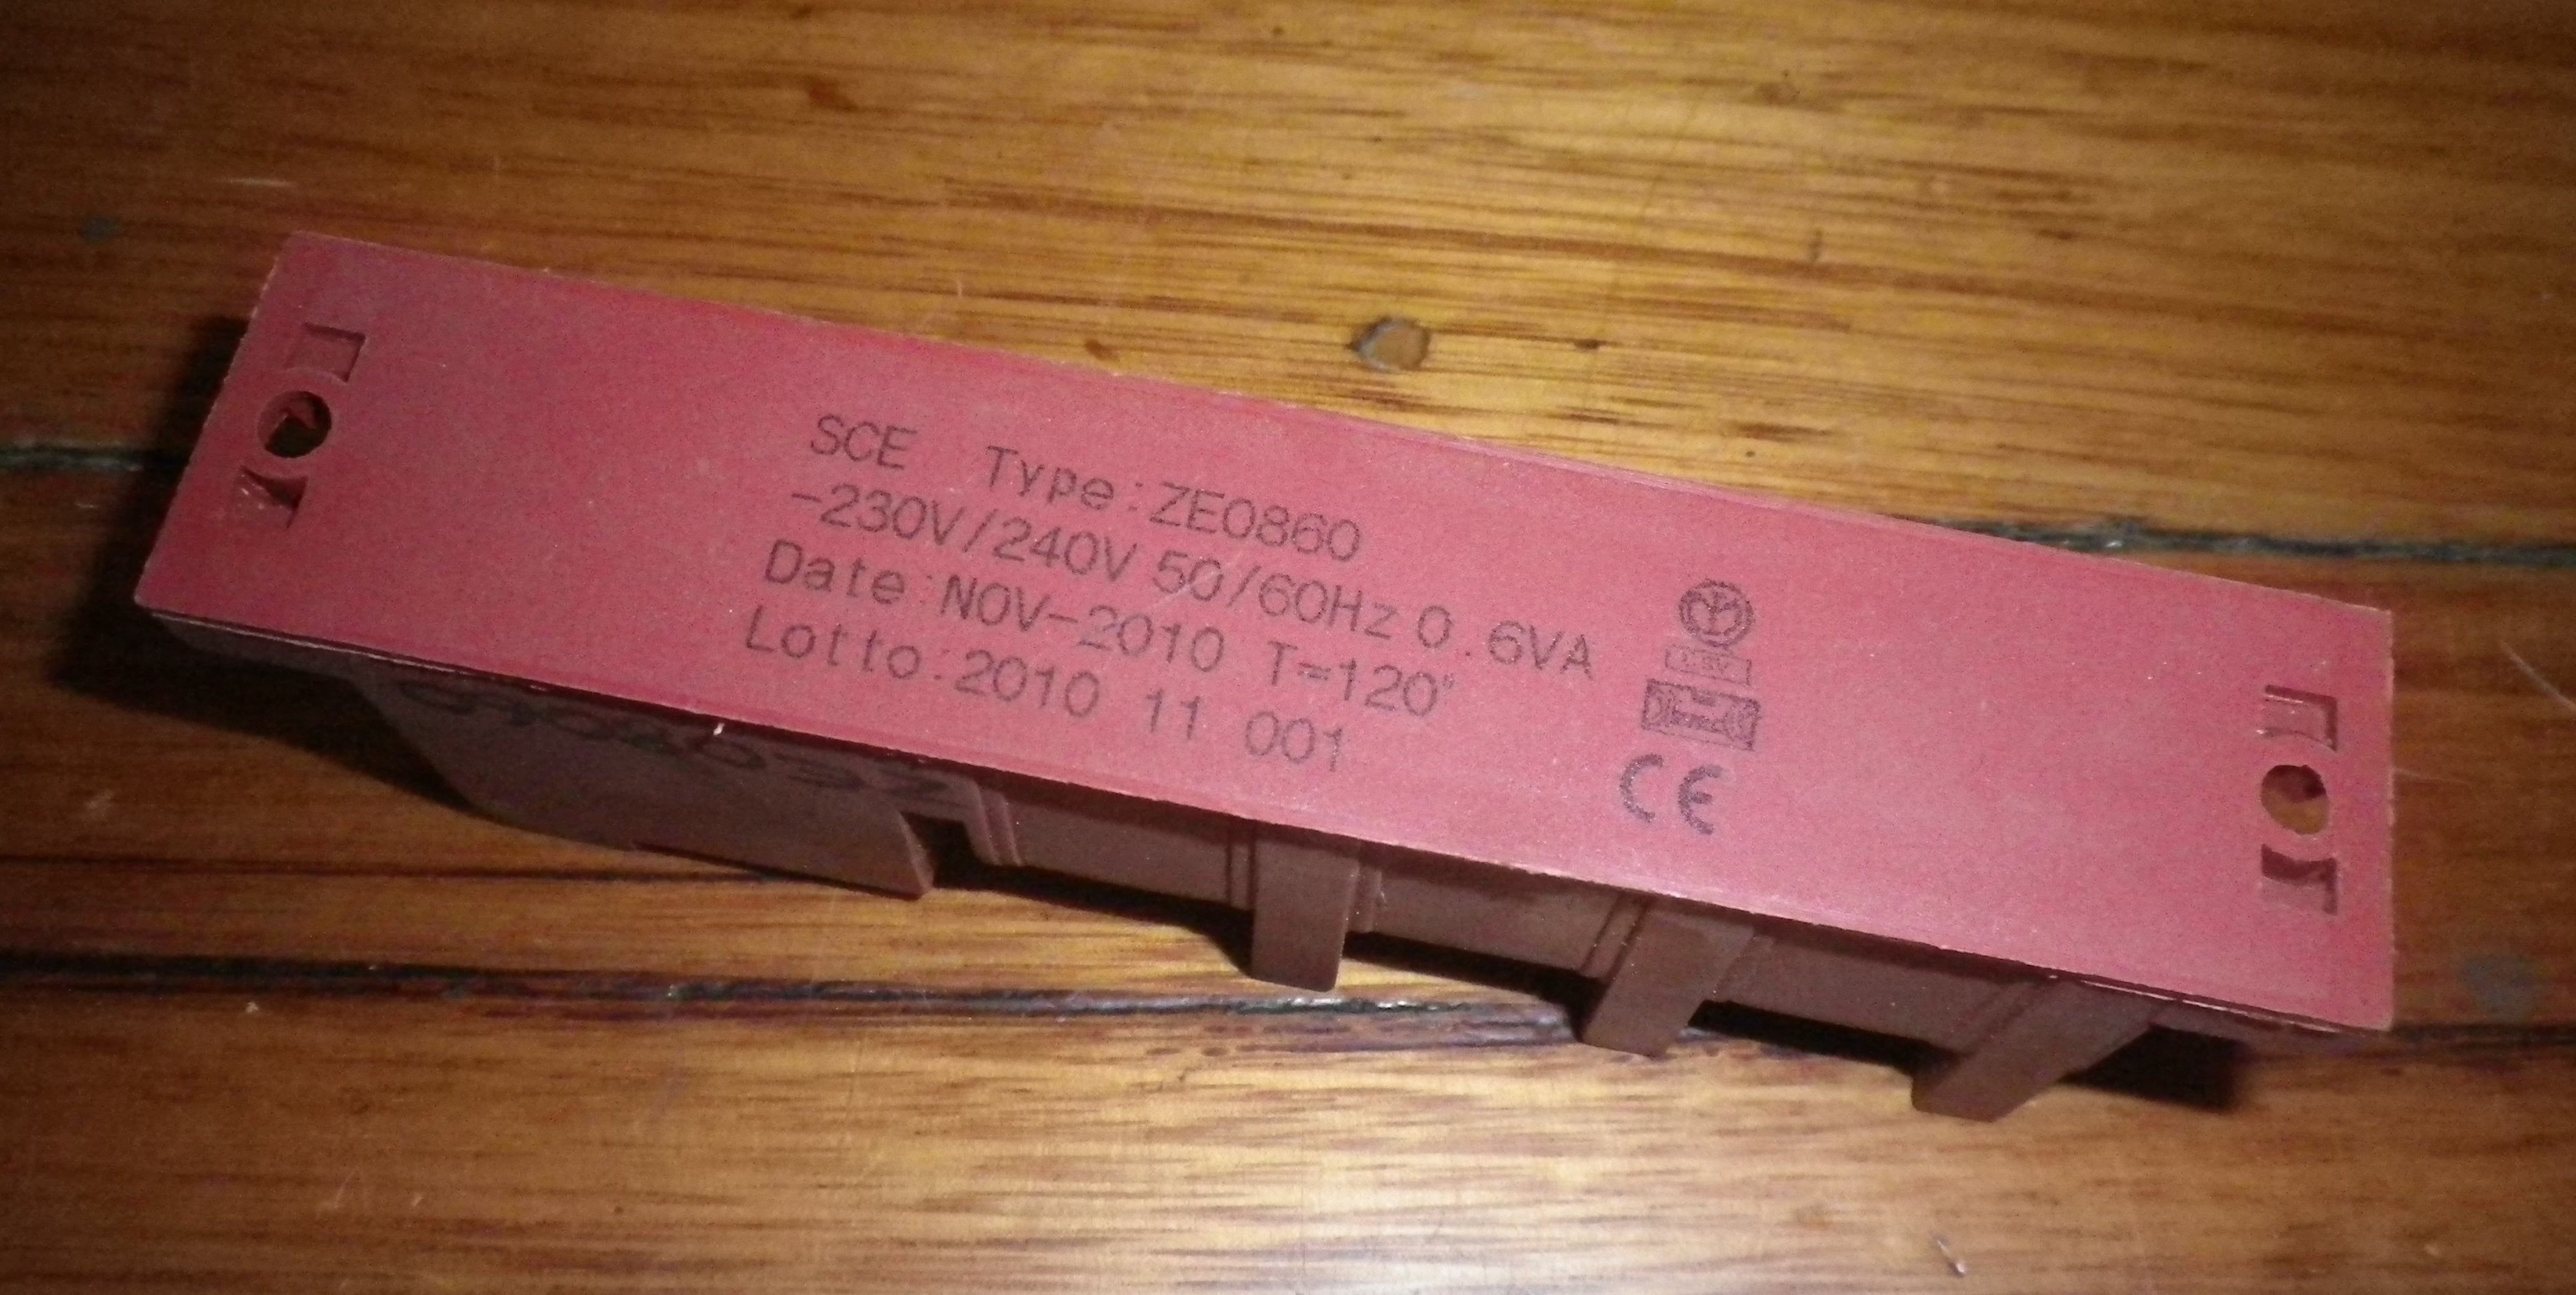 SCE Type:ZE0860
~230V/240V 50/60Hz 0.6VA
Date:NOV-2010 T=120°
Lotto:2010 11 001
CE